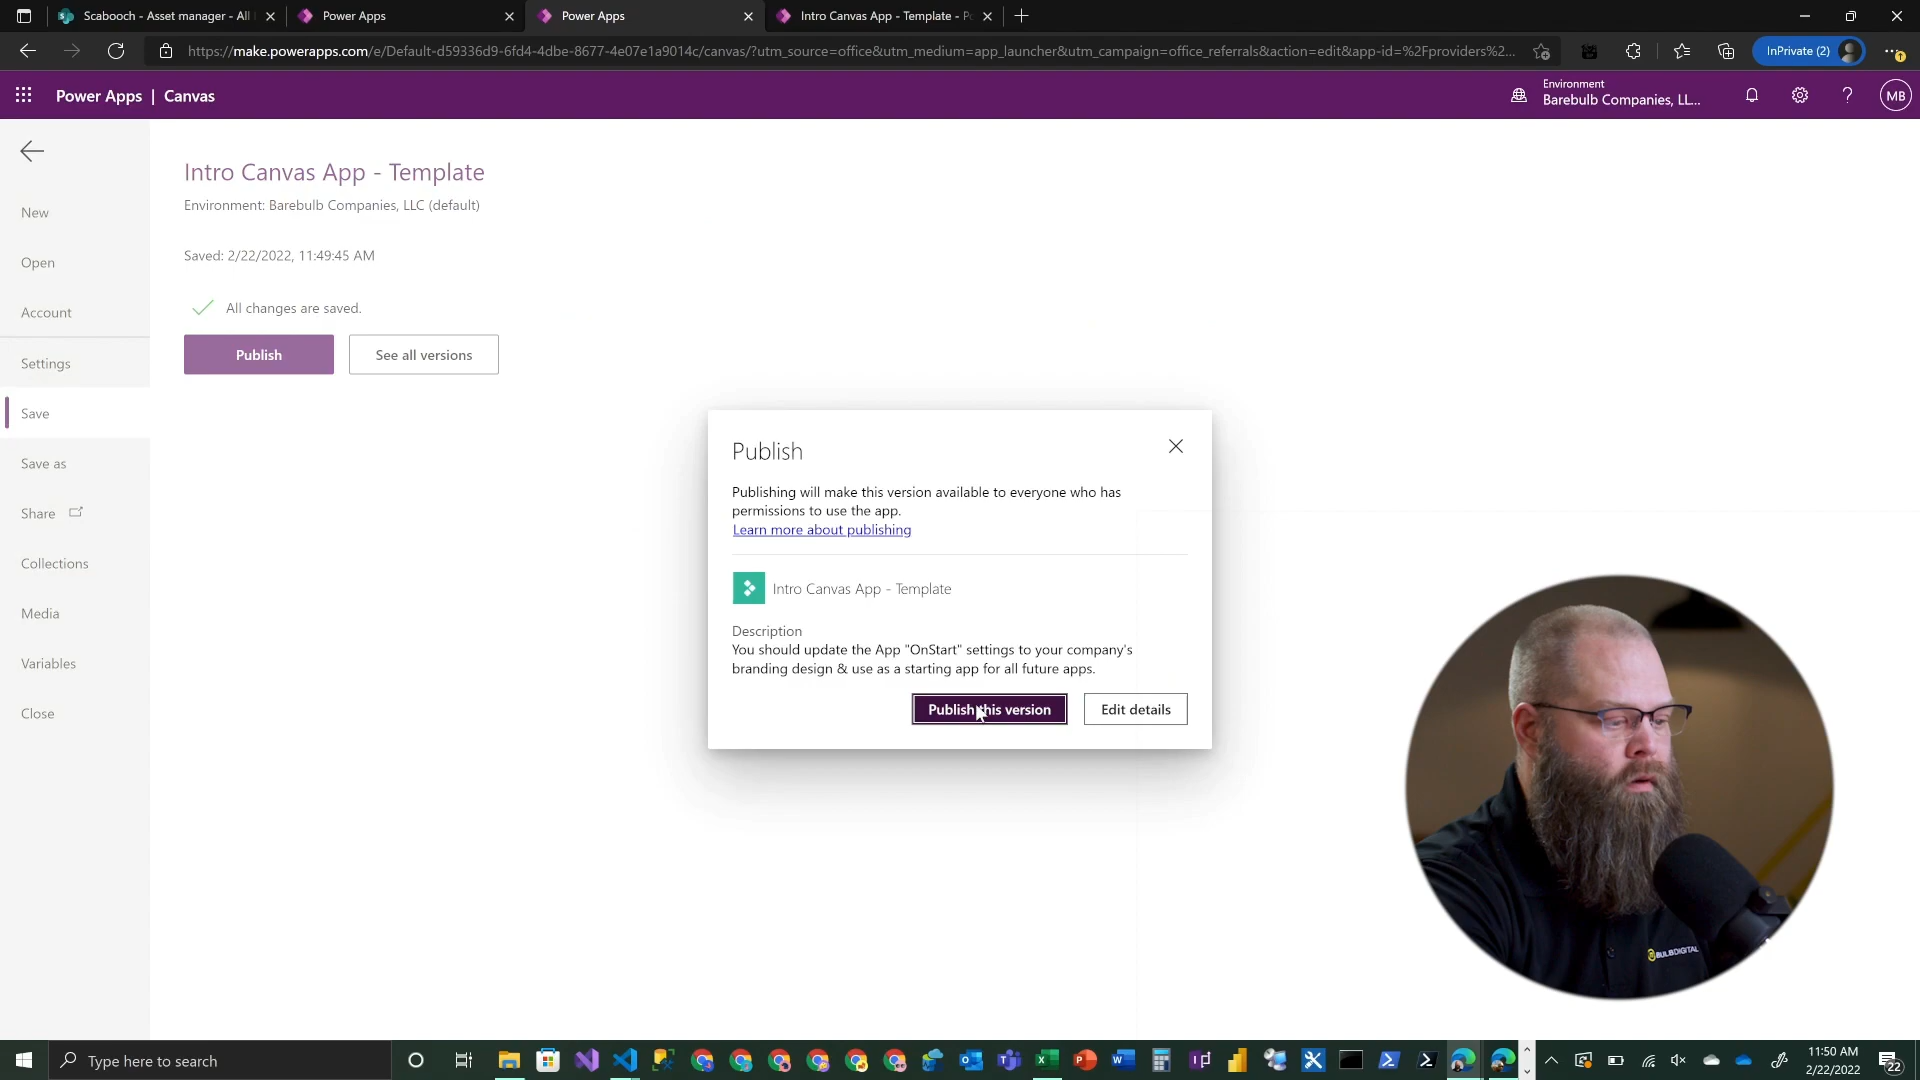 Scabooch - Asset manager - All
Power Apps
Power Apps
Intro Canvas App - Template - Po
https://make.powerapps.com/e/Default-d59336d9-6fd4-4dbe-8677-4e07e1a9014c/canvas/?utm_source=office&utm_medium=app_launcher&utm_campaign=office_referrals&action=edit&app-id=%2Fproviders%2...
InPrivate (2)
Power Apps | Canvas
Environment
Barebulb Companies, LL...
MB
Intro Canvas App - Template
Environment: Barebulb Companies, LLC (default)
Saved: 2/22/2022, 11:49:45 AM
All changes are saved.
Publish
See all versions
New
Open
Account
Settings
Save
Save as
Share
Collections
Media
Variables
Close
Publish
Publishing will make this version available to everyone who has
permissions to use the app.
Learn more about publishing
Intro Canvas App - Template
Description
You should update the App "OnStart" settings to your company's
branding design & use as a starting app for all future apps.
Publish this version
Edit details
BULBDIGITAL
Type here to search
11:50 AM
2/22/2022
22